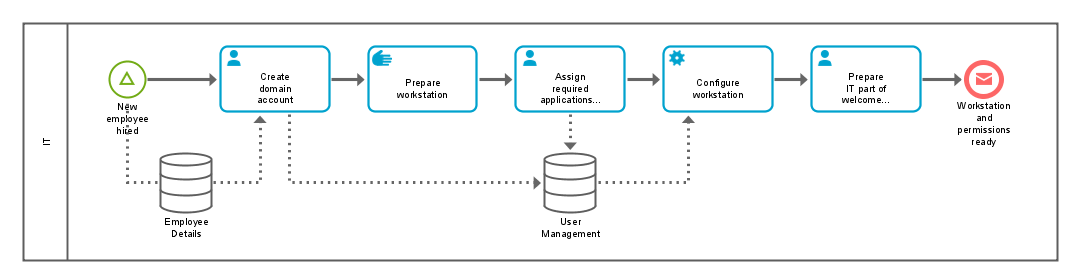 IT
New
employee
hired
Create
domain
account
Prepare
workstation
Assign
required
applications...
Configure
workstation
Prepare
IT part of
welcome...
Workstation
and
permissions
ready
Employee
Details
User
Management